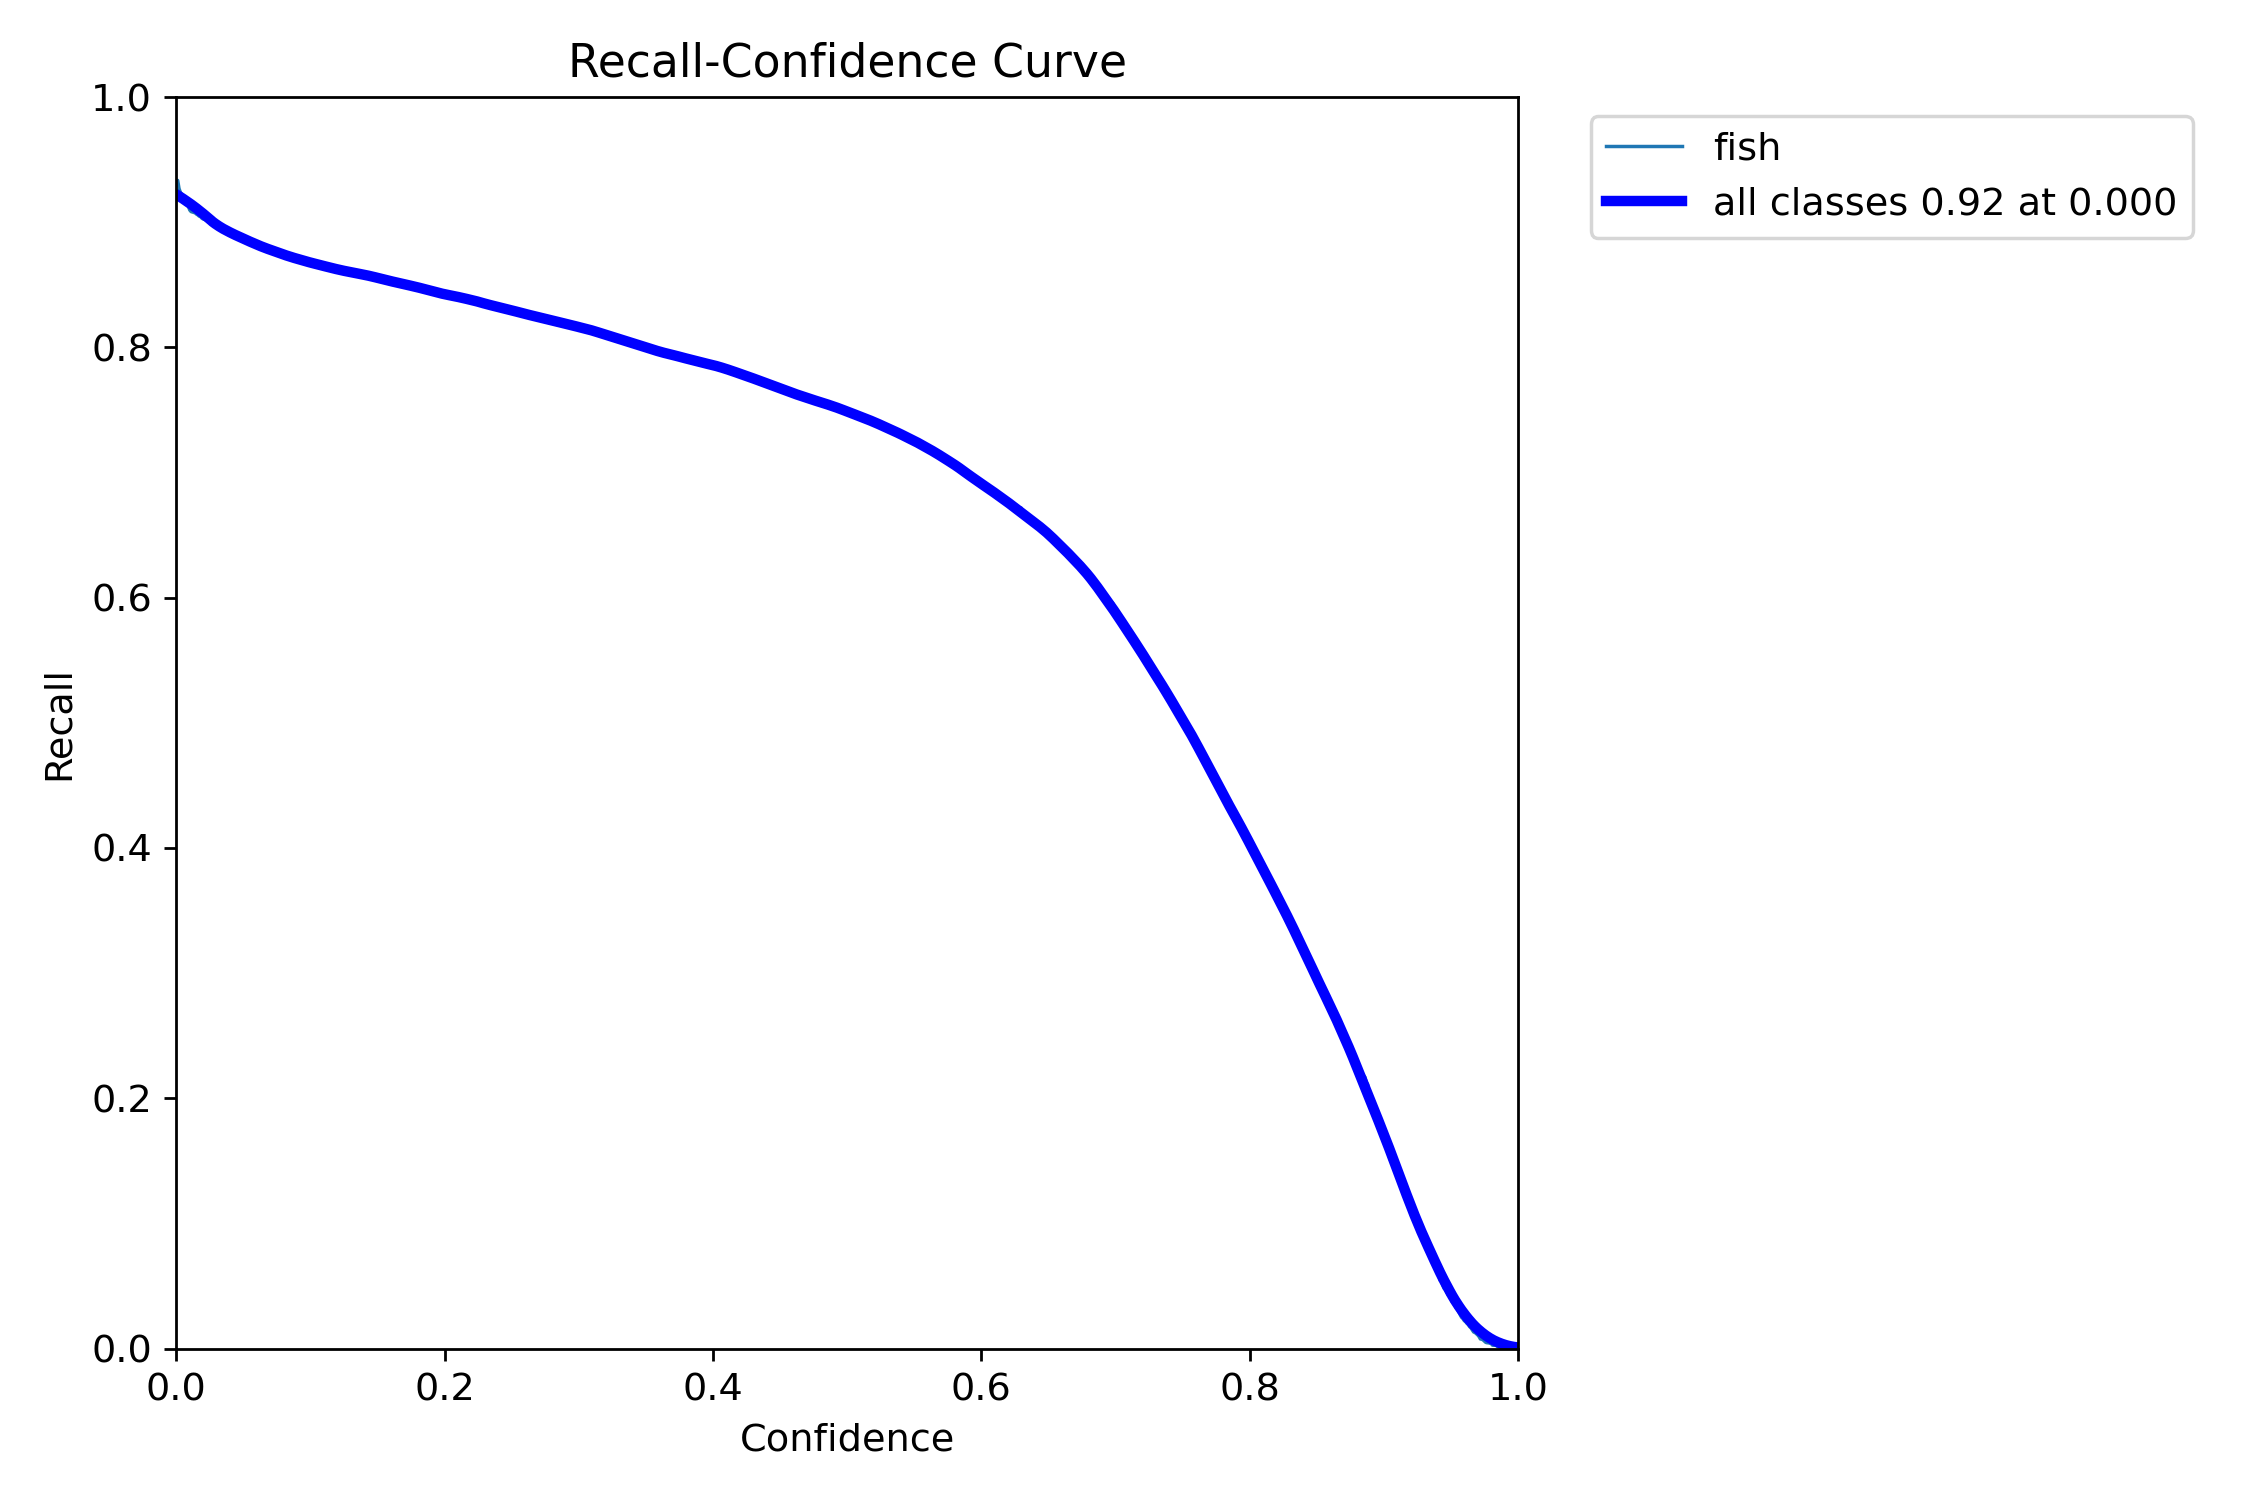 Recall-Confidence Curve
1.0
0.8
0.6
0.4
0.2
0.0
Recall
0.0 0.2 0.4 0.6 0.8 1.0
Confidence
fish
all classes 0.92 at 0.000